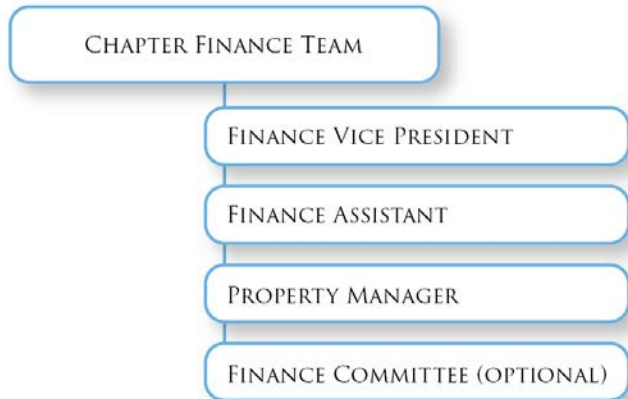 Chapter Finance Team
Finance Vice President
Finance Assistant
Property Manager
Finance Committee (optional)